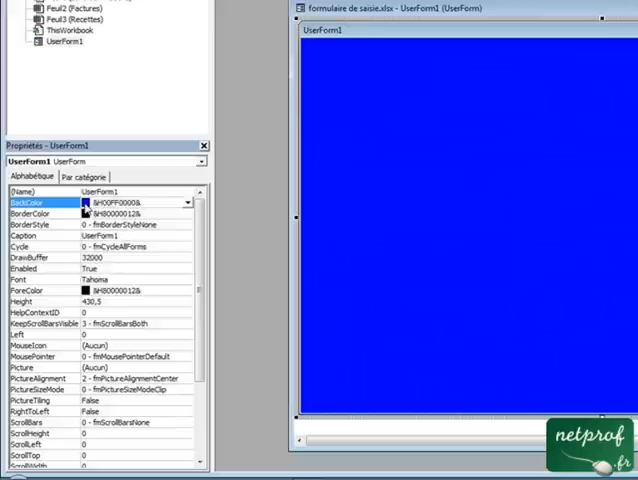 formulaire de saisie.xlsx - UserForm1 (UserForm)
Feuil2 (Factures)
Feuil3 (Recettes)
ThisWorkbook
UserForm1
UserForm1
Propriétés - UserForm1
UserForm1 UserForm
Alphabétique Par catégorie
(Name) UserForm1
BackColor &H00FF0000&
BorderColor &H80000012&
BorderStyle 0 - fmBorderStyleNone
Caption UserForm1
Cycle 0 - fmCycleAllForms
DrawBuffer 32000
Enabled True
Font Tahoma
ForeColor &H80000012&
Height 430,5
HelpContextID 0
KeepScrollBarsVisible 3 - fmScrollBarsBoth
Left 0
MouseIcon (Aucun)
MousePointer 0 - fmMousePointerDefault
Picture (Aucun)
PictureAlignment 2 - fmPictureAlignmentCenter
PictureSizeMode 0 - fmPictureSizeModeClip
PictureTiling False
RightToLeft False
ScrollBars 0 - fmScrollBarsNone
ScrollHeight 0
ScrollLeft 0
ScrollTop 0
ScrollWidth 0
netprof
.fr